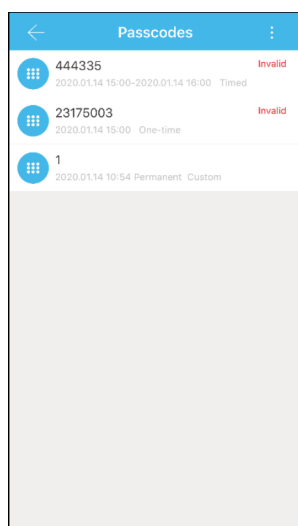 Passcodes
444335 Invalid
2020.01.14 15:00-2020.01.14 16:00 Timed
23175003 Invalid
2020.01.14 15:00 One-time
1
2020.01.14 10:54 Permanent Custom